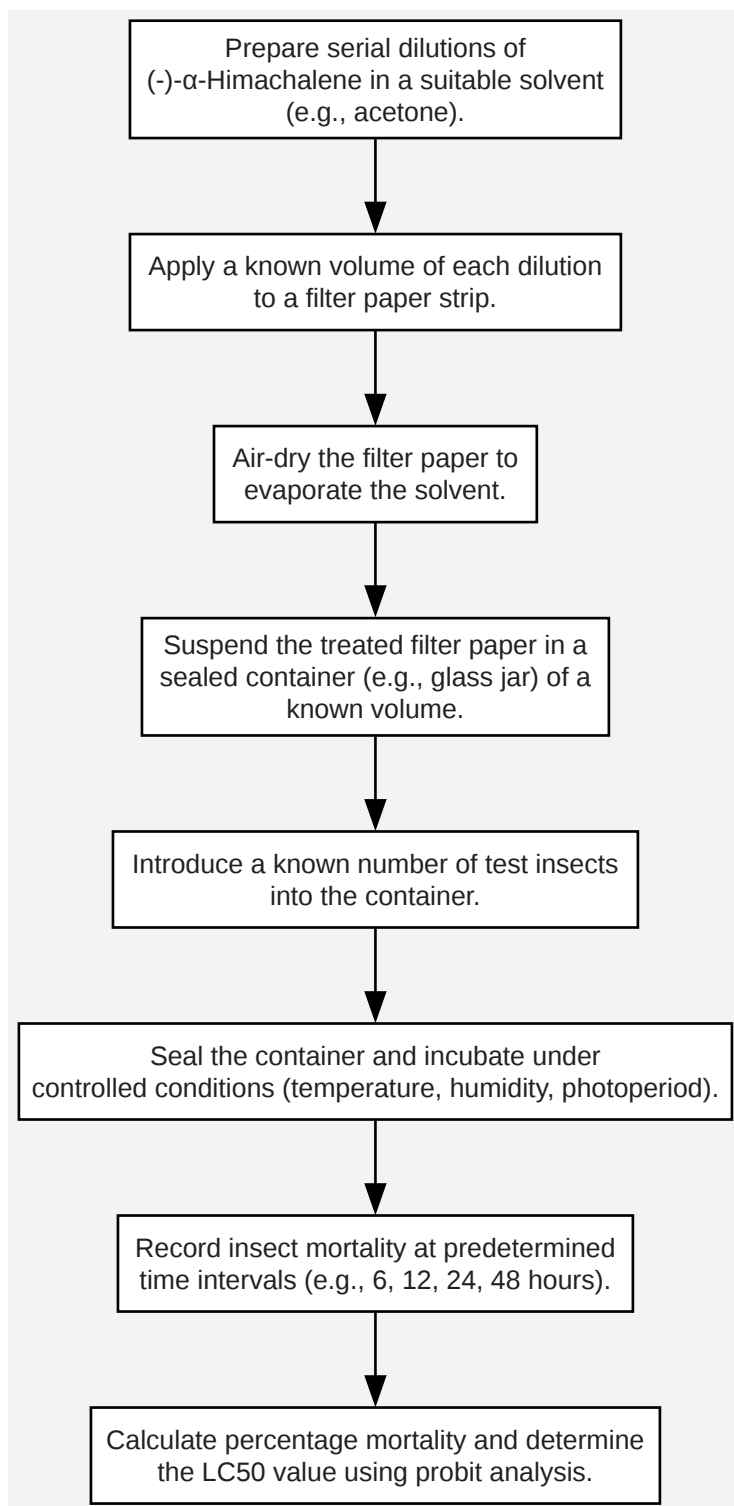 Prepare serial dilutions of
(-)-α-Himachalene in a suitable solvent
(e.g., acetone).
Apply a known volume of each dilution
to a filter paper strip.
Air-dry the filter paper to
evaporate the solvent.
Suspend the treated filter paper in a
sealed container (e.g., glass jar) of a
known volume.
Introduce a known number of test insects
into the container.
Seal the container and incubate under
controlled conditions (temperature, humidity, photoperiod).
Record insect mortality at predetermined
time intervals (e.g., 6, 12, 24, 48 hours).
Calculate percentage mortality and determine
the LC50 value using probit analysis.